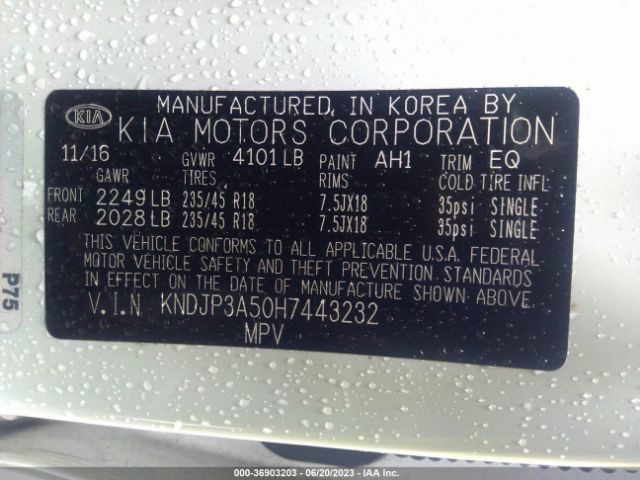 KIA
MANUFACTURED IN KOREA BY
KIA MOTORS CORPORATION
11/16 GVWR 4101 LB PAINT AH1 TRIM EQ
GAWR TIRES RIMS COLD TIRE INFL
FRONT 2249 LB 235/45 R18 7.5JX18 35psi SINGLE
REAR 2028 LB 235/45 R18 7.5JX18 35psi SINGLE
THIS VEHICLE CONFORMS TO ALL APPLICABLE U.S.A. FEDERAL
MOTOR VEHICLE SAFETY AND THEFT PREVENTION STANDARDS
IN EFFECT ON THE DATE OF MANUFACTURE SHOWN ABOVE.
V.I.N KNDJP3A50H7443232
MPV
P75
000-36903203 - 06/20/2023 - IAA Inc.